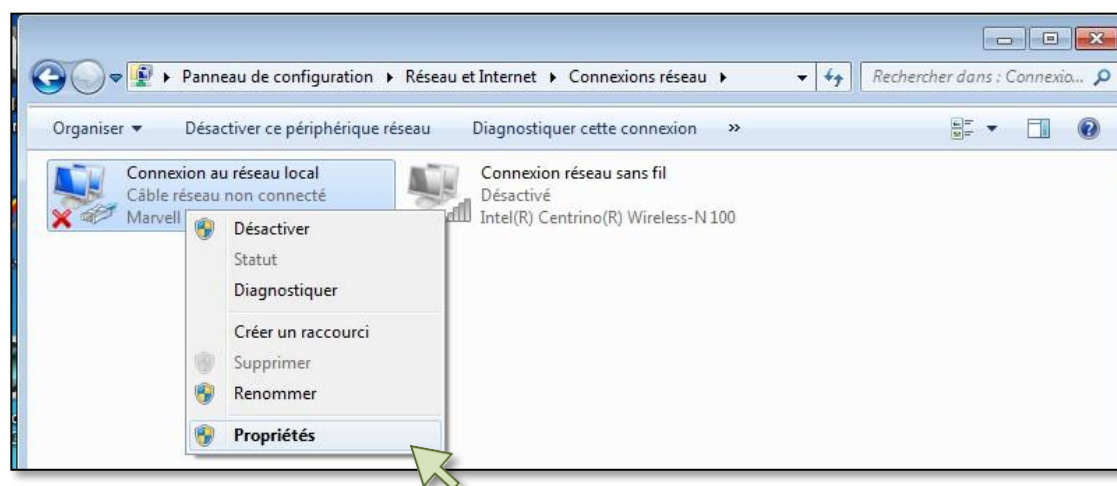 Panneau de configuration Réseau et Internet Connexions réseau
Rechercher dans : Connexio...
Organiser Désactiver ce périphérique réseau Diagnostiquer cette connexion »
Connexion au réseau local
Câble réseau non connecté
Marvell
Connexion réseau sans fil
Désactivé
Intel(R) Centrino(R) Wireless-N 100
Désactiver
Statut
Diagnostiquer
Créer un raccourci
Supprimer
Renommer
Propriétés